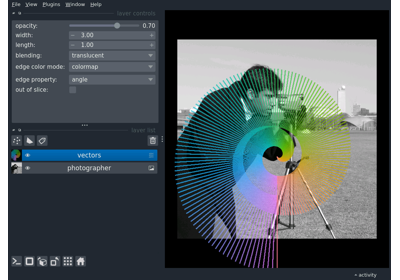 File View Plugins Window Help
layer controls
opacity: 0.70
width: − 3.00 +
length: − 1.00 +
blending: translucent
edge color mode: colormap
edge property: angle
out of slice:
layer list
vectors
photographer
activity